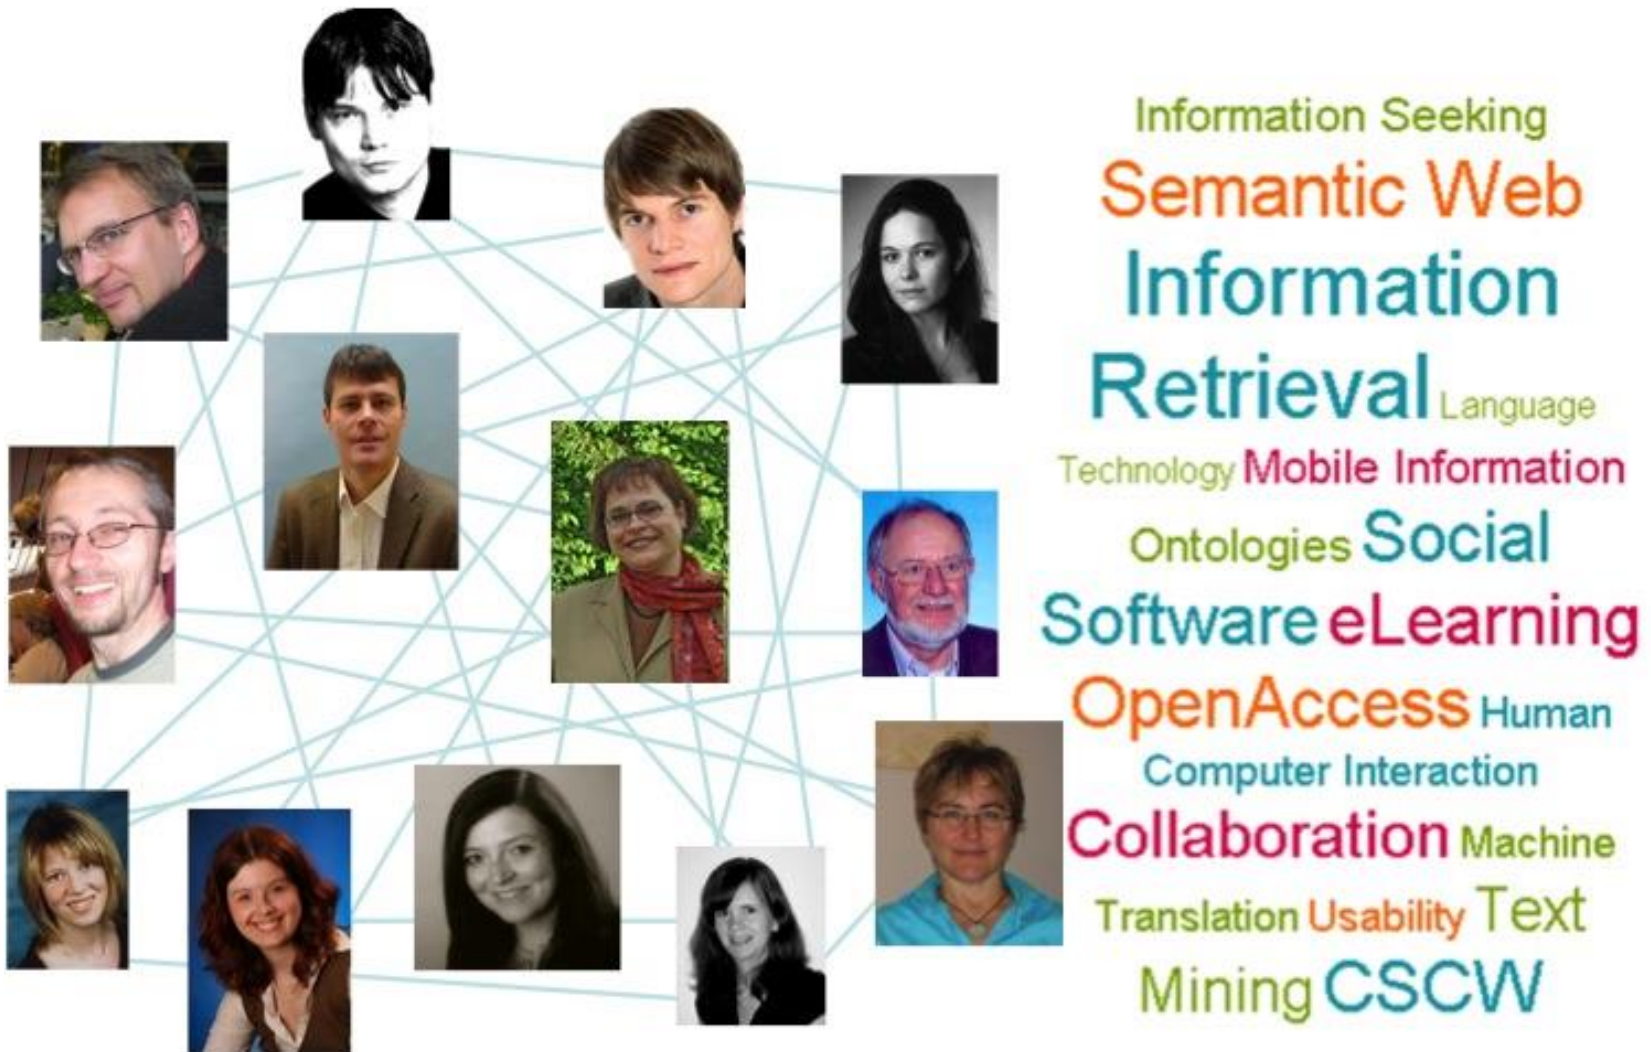 Information Seeking
Semantic Web
Information
Retrieval Language
Technology Mobile Information
Ontologies Social
Software eLearning
OpenAccess Human
Computer Interaction
Collaboration Machine
Translation Usability Text
Mining CSCW